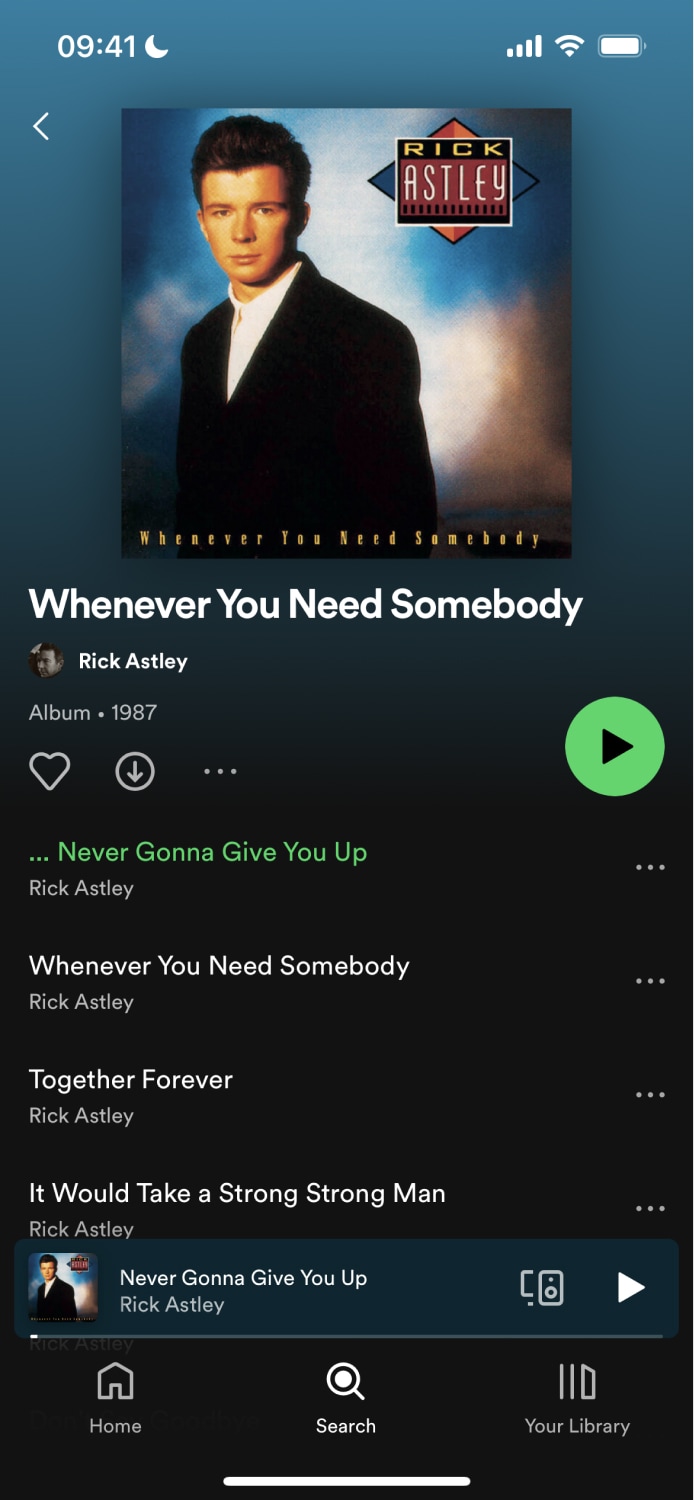 09:41
RICK
ASTLEY
Whenever You Need Somebody
Whenever You Need Somebody
Rick Astley
Album • 1987
... Never Gonna Give You Up
Rick Astley
Whenever You Need Somebody
Rick Astley
Together Forever
Rick Astley
It Would Take a Strong Strong Man
Rick Astley
Never Gonna Give You Up
Rick Astley
Rick Astley
Home
Search
Your Library